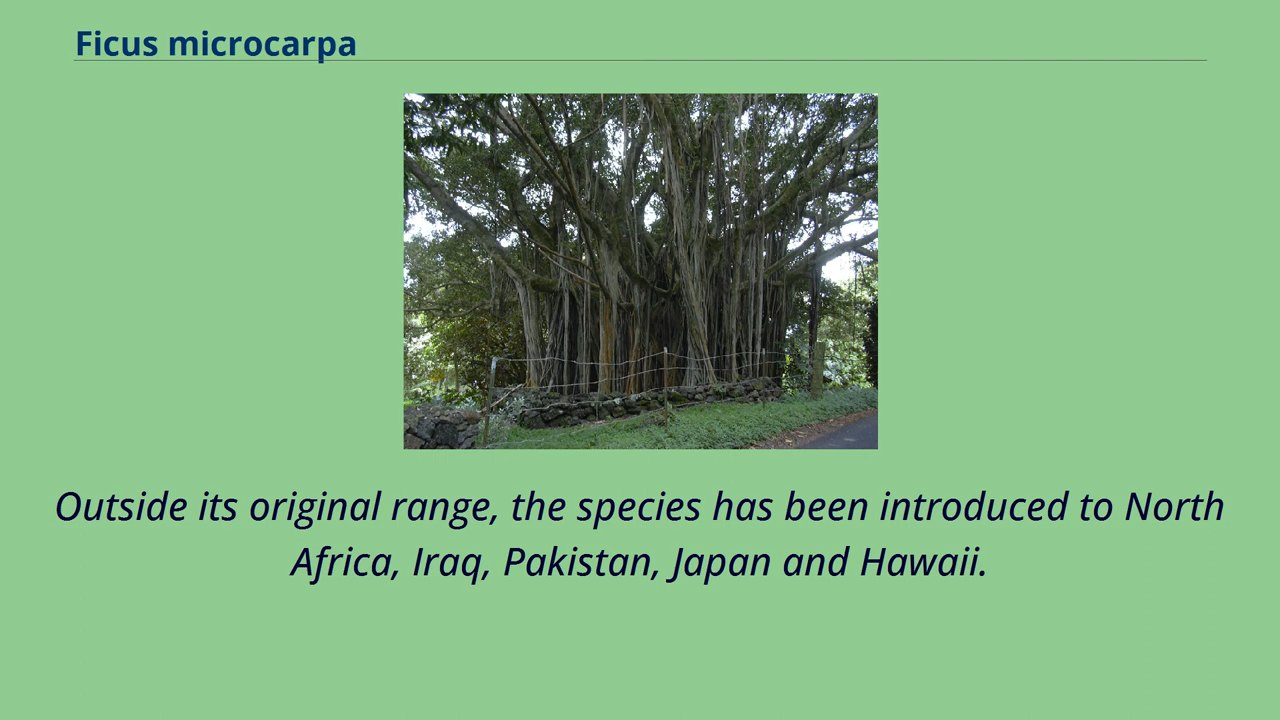 Ficus microcarpa
Outside its original range, the species has been introduced to North
Africa, Iraq, Pakistan, Japan and Hawaii.